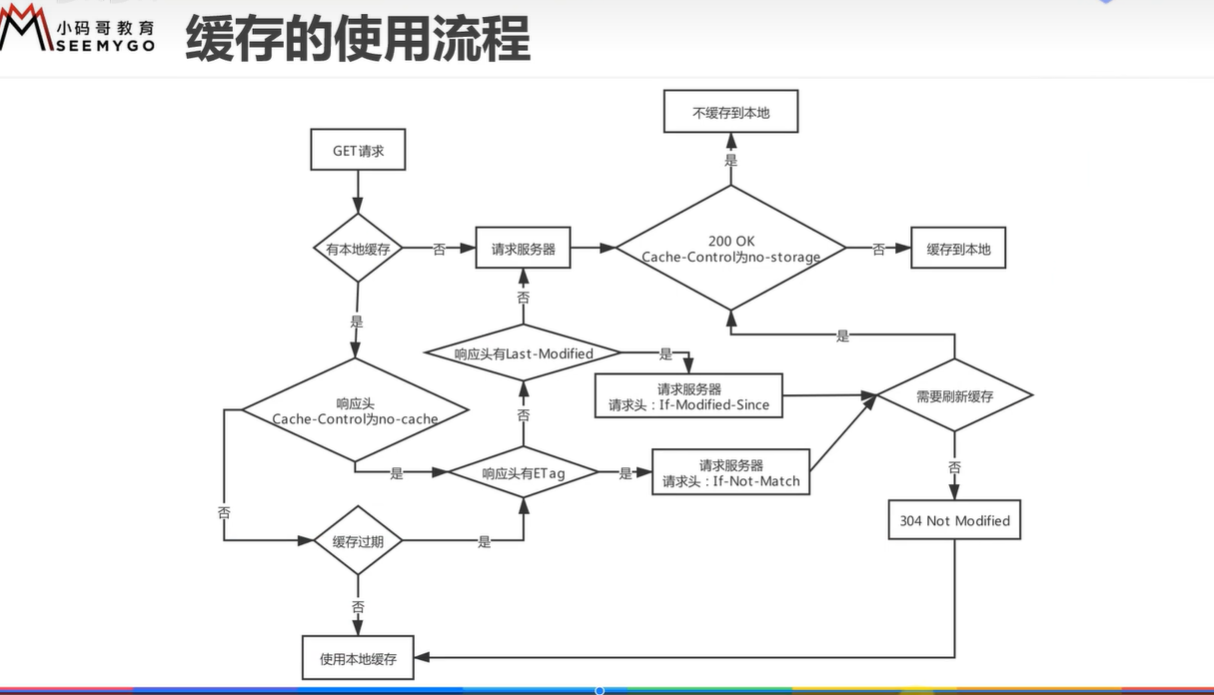 小码哥教育
SEEMYGO
缓存的使用流程
不缓存到本地
GET请求
是
有本地缓存
否
请求服务器
200 OK
Cache-Control为no-storage
否
缓存到本地
否
是
是
响应头有Last-Modified
是
请求服务器
请求头：If-Modified-Since
需要刷新缓存
响应头
Cache-Control为no-cache
否
响应头有ETag
是
请求服务器
请求头：If-Not-Match
是
否
304 Not Modified
否
缓存过期
是
否
使用本地缓存